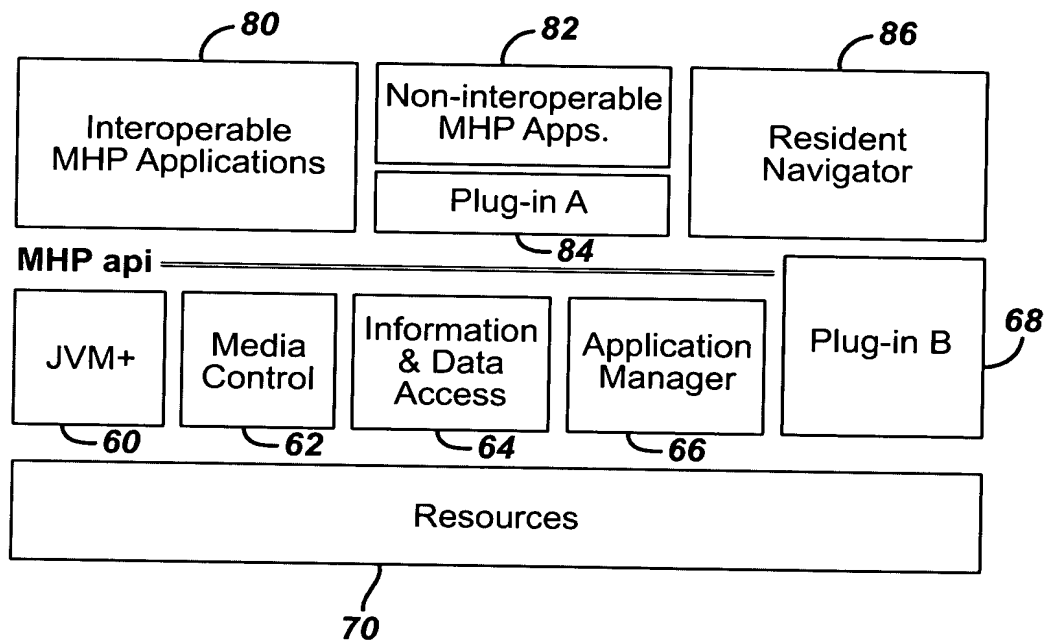 80
82
86
Interoperable
MHP Applications
Non-interoperable
MHP Apps.
Resident
Navigator
Plug-in A
84
MHP api
JVM+
Media
Control
Information
& Data
Access
Application
Manager
Plug-in B
68
60
62
64
66
Resources
70